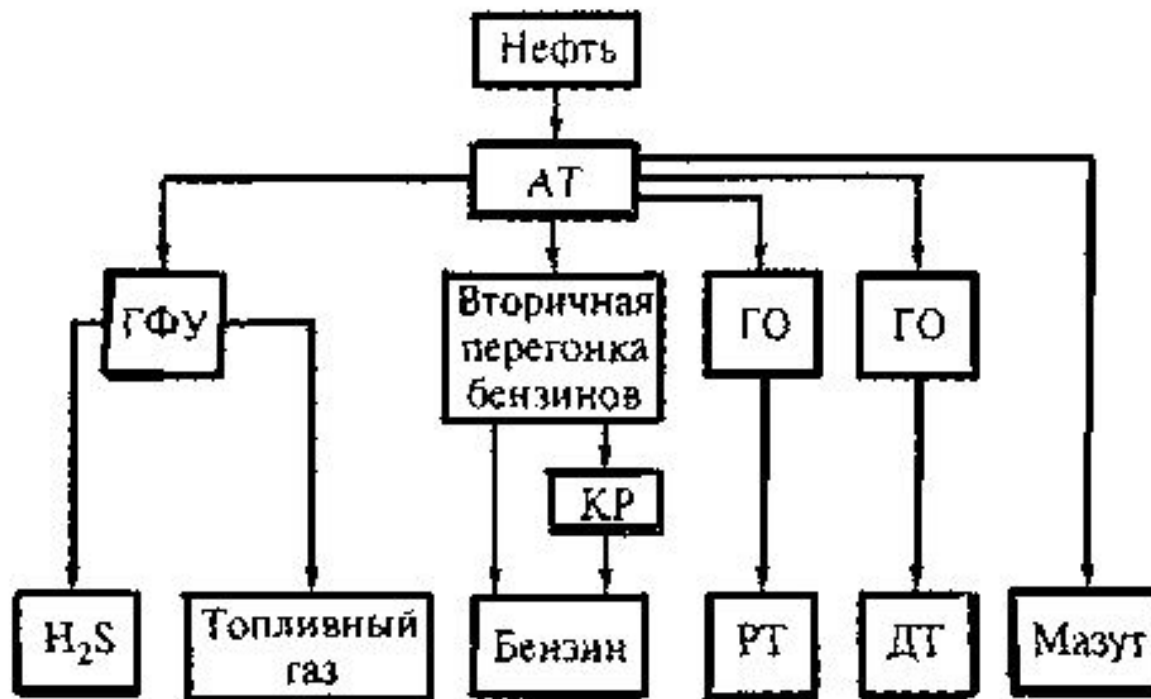 Нефть
АТ
ГФУ
Вторичная
перегонка
бензинов
ГО
ГО
КР
H₂S
Топливный
газ
Бензин
РТ
ДТ
Мазут